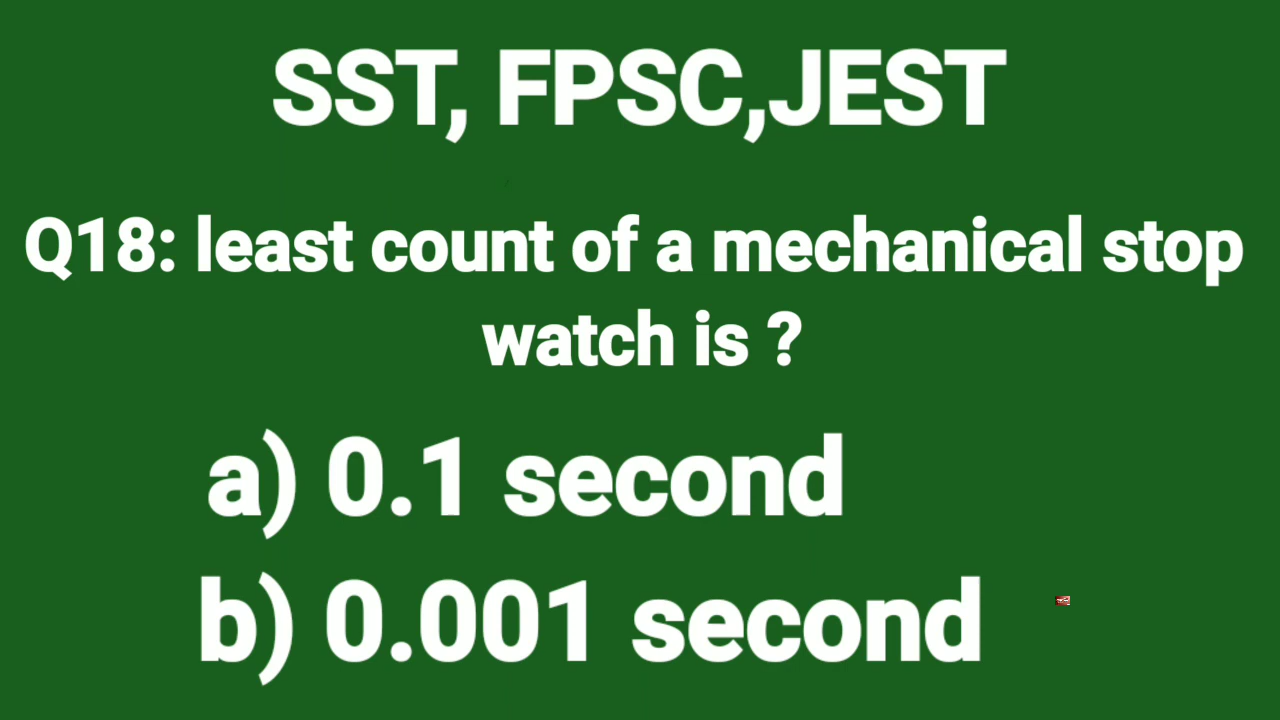 SST, FPSC,JEST
Q18: least count of a mechanical stop
watch is ?
a) 0.1 second
b) 0.001 second